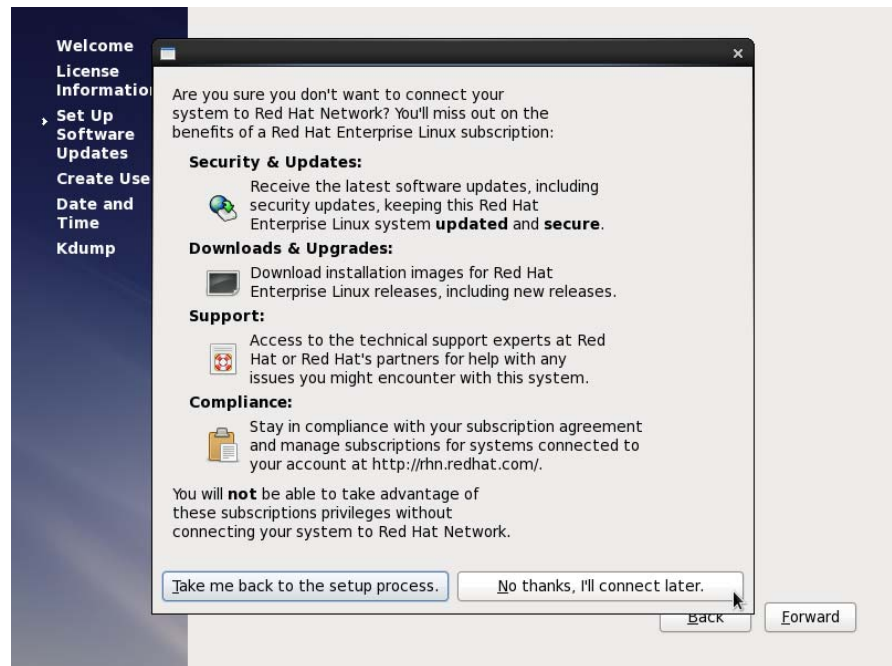 Welcome
License
Set Up
Software
Updates
Create Use
Date and
Time
Kdump
Are you sure you don't want to connect your
system to Red Hat Network? You'll miss out on the
benefits of a Red Hat Enterprise Linux subscription:
Security & Updates:
Receive the latest software updates, including
security updates, keeping this Red Hat
Enterprise Linux system updated and secure.
Downloads & Upgrades:
Download installation images for Red Hat
Enterprise Linux releases, including new releases.
Support:
Access to the technical support experts at Red
Hat or Red Hat's partners for help with any
issues you might encounter with this system.
Compliance:
Stay in compliance with your subscription agreement
and manage subscriptions for systems connected to
your account at http://rhn.redhat.com/.
You will not be able to take advantage of
these subscriptions privileges without
connecting your system to Red Hat Network.
Take me back to the setup process.
No thanks, I'll connect later.
Back
Forward